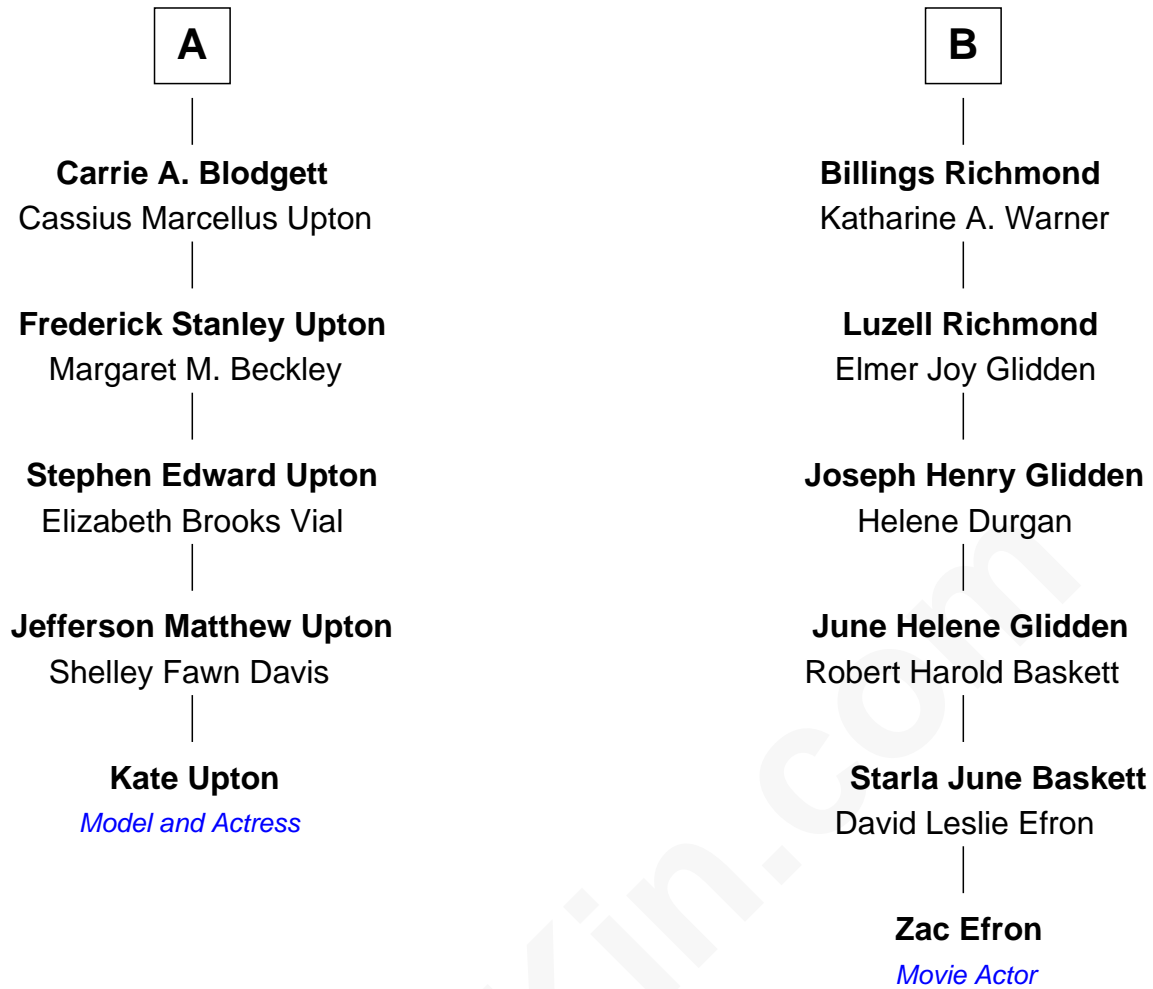 A
Carrie A. Blodgett
Cassius Marcellus Upton
Frederick Stanley Upton
Margaret M. Beckley
Stephen Edward Upton
Elizabeth Brooks Vial
Jefferson Matthew Upton
Shelley Fawn Davis
Kate Upton
Model and Actress
B
Billings Richmond
Katharine A. Warner
Luzell Richmond
Elmer Joy Glidden
Joseph Henry Glidden
Helene Durgan
June Helene Glidden
Robert Harold Baskett
Starla June Baskett
David Leslie Efron
Zac Efron
Movie Actor